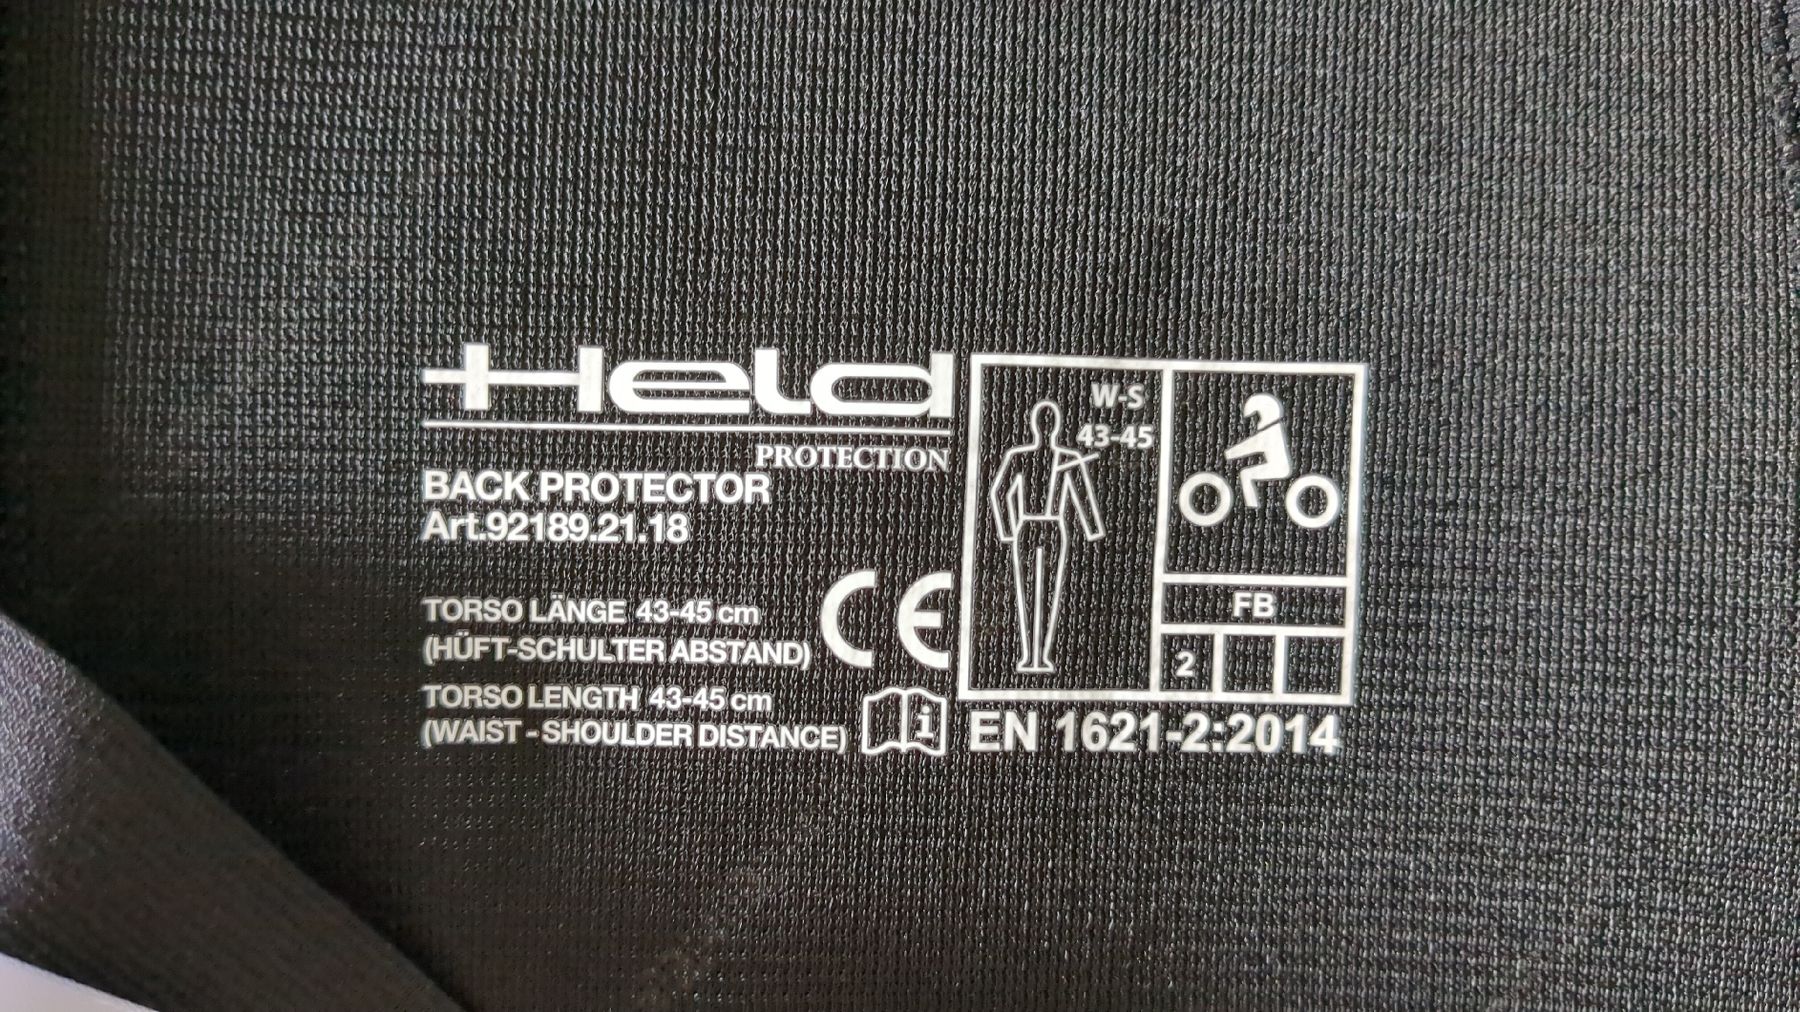 Held
PROTECTION
BACK PROTECTOR
Art.92189.21.18
TORSO LÄNGE 43-45 cm
(HÜFT-SCHULTER ABSTAND)
TORSO LENGTH 43-45 cm
(WAIST - SHOULDER DISTANCE)
CE
i
W-S
43-45
FB
2
EN 1621-2:2014